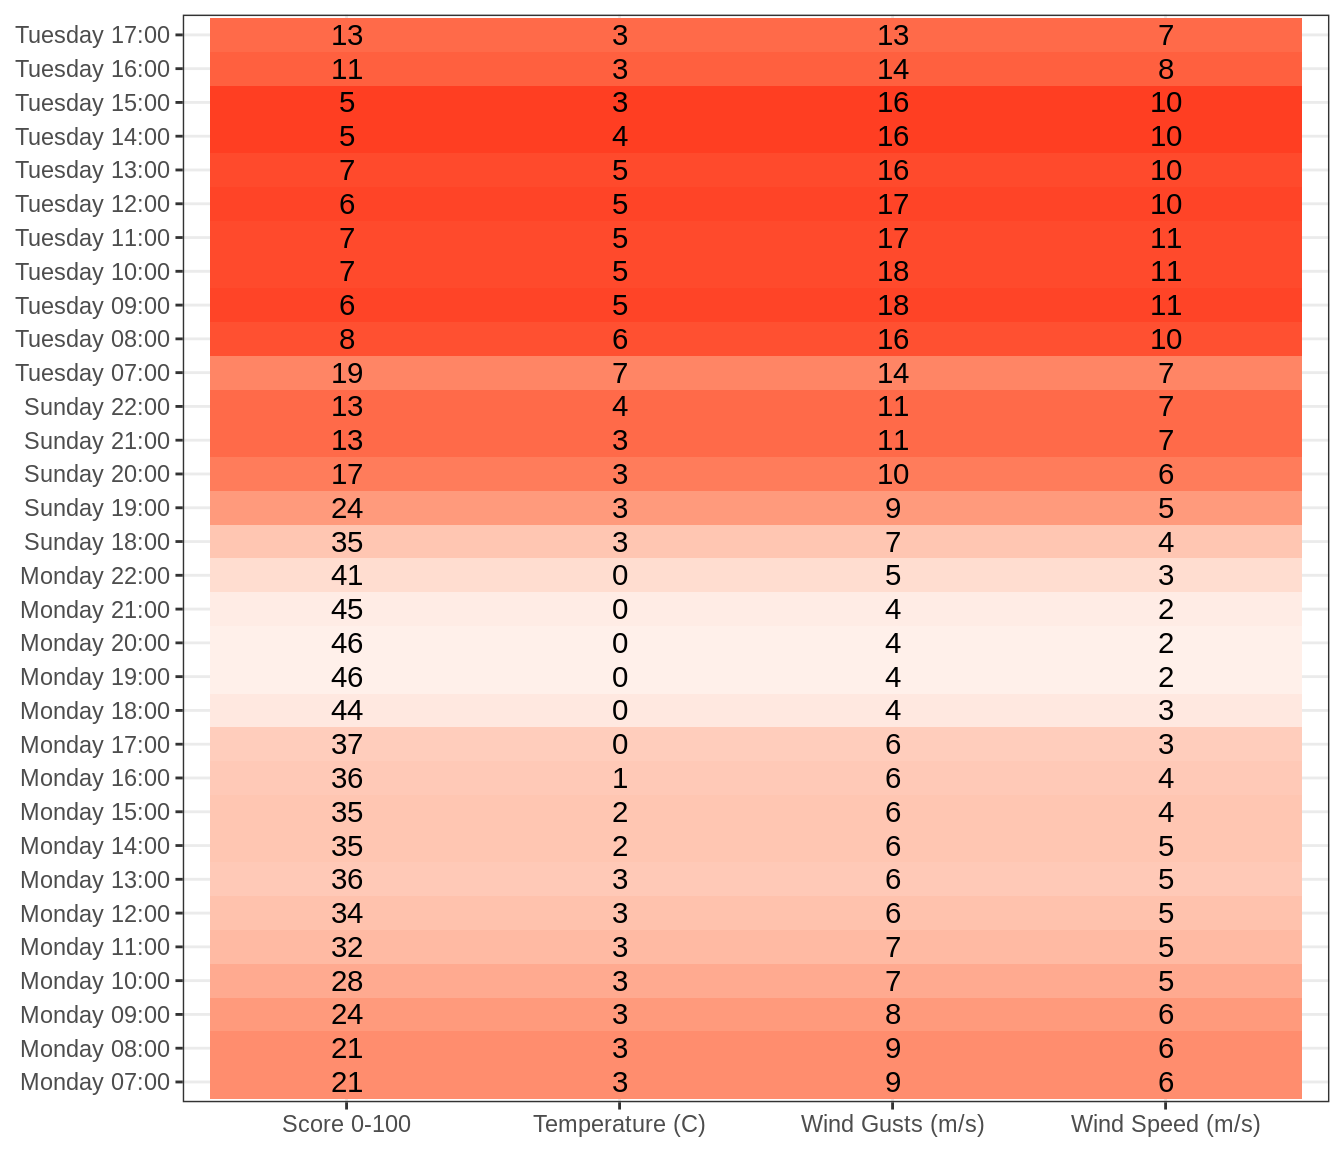 Tuesday 17:00 13 3 13 7
Tuesday 16:00 11 3 14 8
Tuesday 15:00 5 3 16 10
Tuesday 14:00 5 4 16 10
Tuesday 13:00 7 5 16 10
Tuesday 12:00 6 5 17 10
Tuesday 11:00 7 5 17 11
Tuesday 10:00 7 5 18 11
Tuesday 09:00 6 5 18 11
Tuesday 08:00 8 6 16 10
Tuesday 07:00 19 7 14 7
Sunday 22:00 13 4 11 7
Sunday 21:00 13 3 11 7
Sunday 20:00 17 3 10 6
Sunday 19:00 24 3 9 5
Sunday 18:00 35 3 7 4
Monday 22:00 41 0 5 3
Monday 21:00 45 0 4 2
Monday 20:00 46 0 4 2
Monday 19:00 46 0 4 2
Monday 18:00 44 0 4 3
Monday 17:00 37 0 6 3
Monday 16:00 36 1 6 4
Monday 15:00 35 2 6 4
Monday 14:00 35 2 6 5
Monday 13:00 36 3 6 5
Monday 12:00 34 3 6 5
Monday 11:00 32 3 7 5
Monday 10:00 28 3 7 5
Monday 09:00 24 3 8 6
Monday 08:00 21 3 9 6
Monday 07:00 21 3 9 6
Score 0-100 Temperature (C) Wind Gusts (m/s) Wind Speed (m/s)